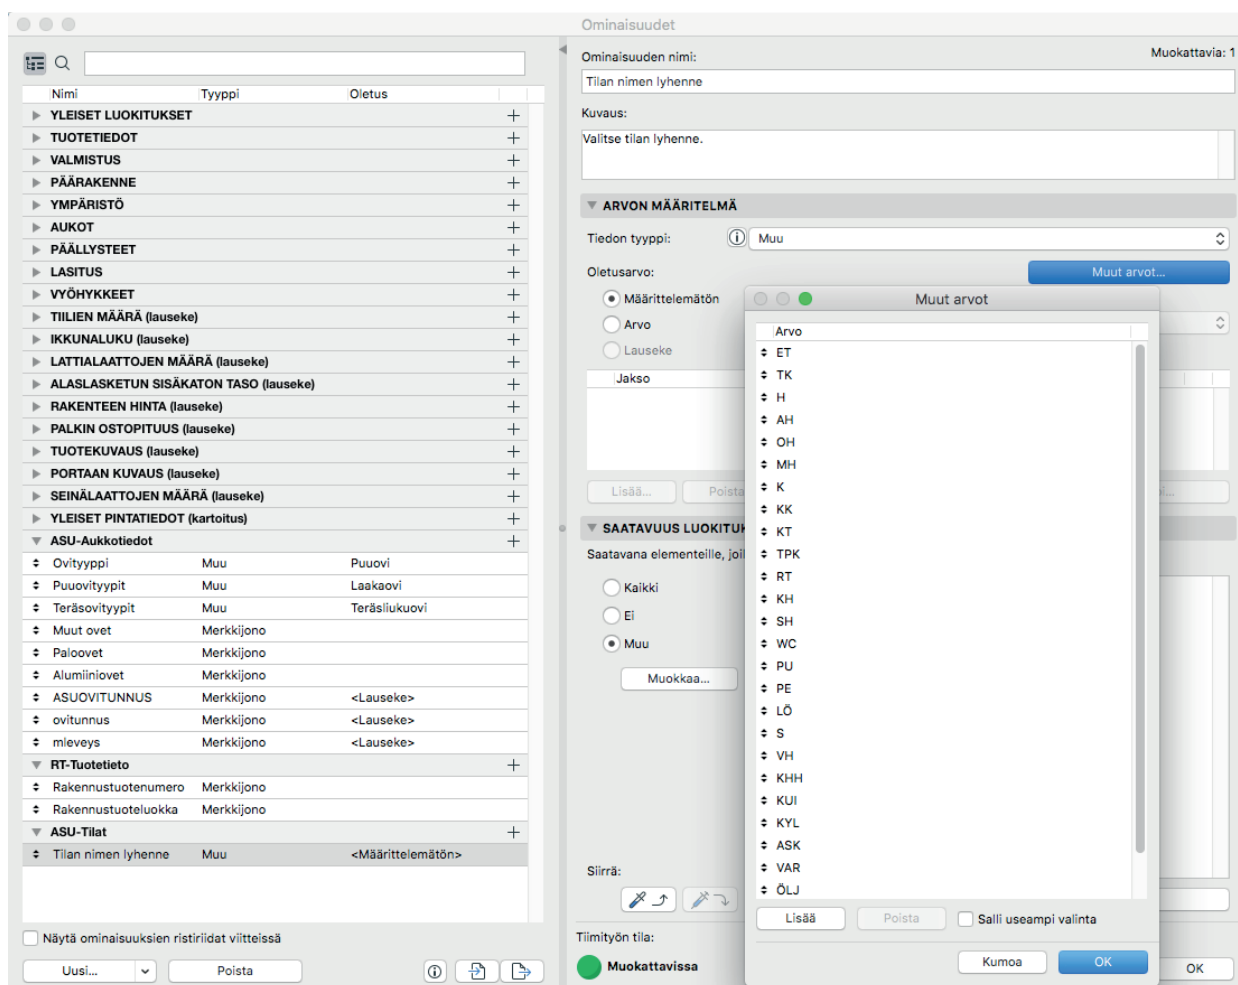 Ominaisuudet
Nimi Tyyppi Oletus
YLEISET LUOKITUKSET
TUOTETIEDOT
VALMISTUS
PÄÄRAKENNE
YMPÄRISTÖ
AUKOT
PÄÄLLYSTEET
LASITUS
VYÖHYKKEET
TIILIEN MÄÄRÄ (lauseke)
IKKUNALUKU (lauseke)
LATTIALAATTOJEN MÄÄRÄ (lauseke)
ALASLASKETUN SISÄKATON TASO (lauseke)
RAKENTEEN HINTA (lauseke)
PALKIN OSTOPITUUS (lauseke)
TUOTEKUVAUS (lauseke)
PORTAAN KUVAUS (lauseke)
SEINÄLAATTOJEN MÄÄRÄ (lauseke)
YLEISET PINTATIEDOT (kartoitus)
ASU-Aukkotiedot
Ovityyppi Muu Puuovi
Puuovityypit Muu Laakaovi
Teräsovityypit Muu Teräsliukuovi
Muut ovet Merkkijono
Paloovet Merkkijono
Alumiiniovet Merkkijono
ASUOVITUNNUS Merkkijono <Lauseke>
ovitunnus Merkkijono <Lauseke>
mleveys Merkkijono <Lauseke>
RT-Tuotetieto
Rakennustuotenumero Merkkijono
Rakennustuoteluokka Merkkijono
ASU-Tilat
Tilan nimen lyhenne Muu <Määrittelemätön>
Näytä ominaisuuksien ristiriidat viitteissä
Uusi... Poista
Ominaisuuden nimi: Muokattavia: 1
Tilan nimen lyhenne
Kuvaus:
Valitse tilan lyhenne.
ARVON MÄÄRITELMÄ
Tiedon tyyppi: Muu
Oletusarvo: Muut arvot...
Määrittelemätön
Arvo
Lauseke
Jakso
Lisää... Poista
SAATAVUUS LUOKITUK
Saatavana elementeille, joil
Kaikki
Ei
Muu
Muokkaa...
Siirrä:
Tiimityön tila:
Muokattavissa
OK
Muut arvot
Arvo
ET
TK
H
AH
OH
MH
K
KK
KT
TPK
RT
KH
SH
WC
PU
PE
LÖ
S
VH
KHH
KUI
KYL
ASK
VAR
ÖLJ
Lisää Poista Salli useampi valinta
Kumoa OK